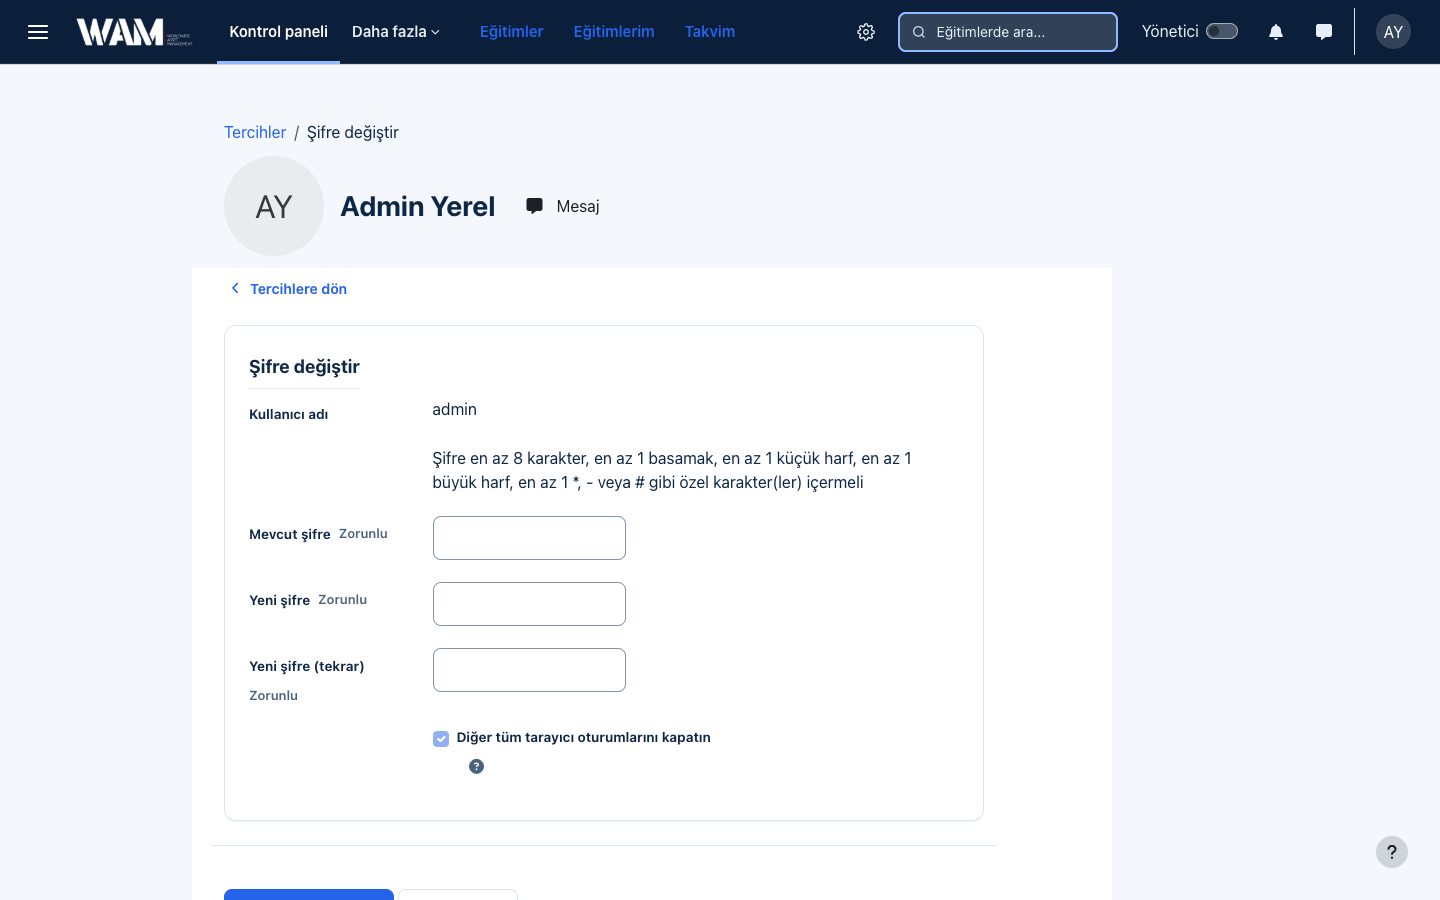 WAM WORLDWIDE ASSET MANAGEMENT Kontrol paneli Daha fazla Eğitimler Eğitimlerim Takvim Eğitimlerde ara... Yönetici AY
Tercihler / Şifre değiştir
AY Admin Yerel Mesaj
Tercihlere dön
Şifre değiştir
Kullanıcı adı admin
Şifre en az 8 karakter, en az 1 basamak, en az 1 küçük harf, en az 1
büyük harf, en az 1 *, - veya # gibi özel karakter(ler) içermeli
Mevcut şifre Zorunlu
Yeni şifre Zorunlu
Yeni şifre (tekrar)
Zorunlu
Diğer tüm tarayıcı oturumlarını kapatın
?
?